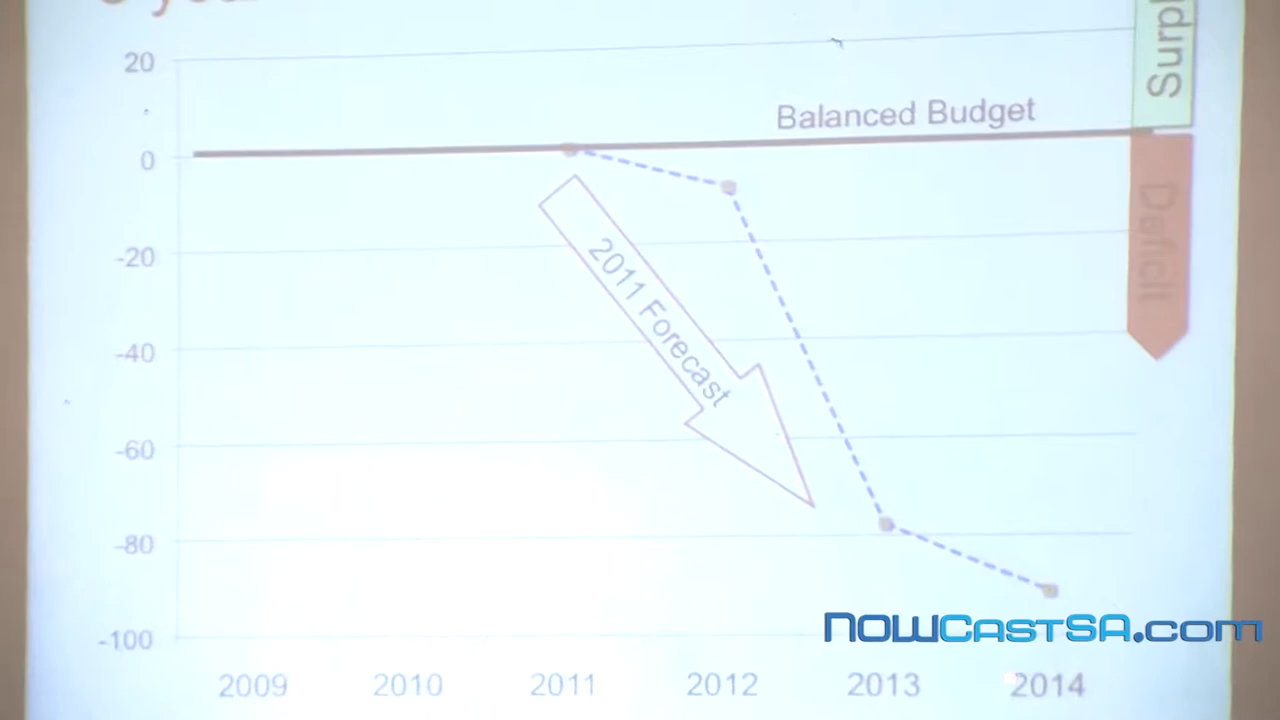 20
Surp
Balanced Budget
0
Deficit
-20
2011 Forecast
-40
-60
-80
-100
NOWCastSA.com
2009 2010 2011 2012 2013 2014